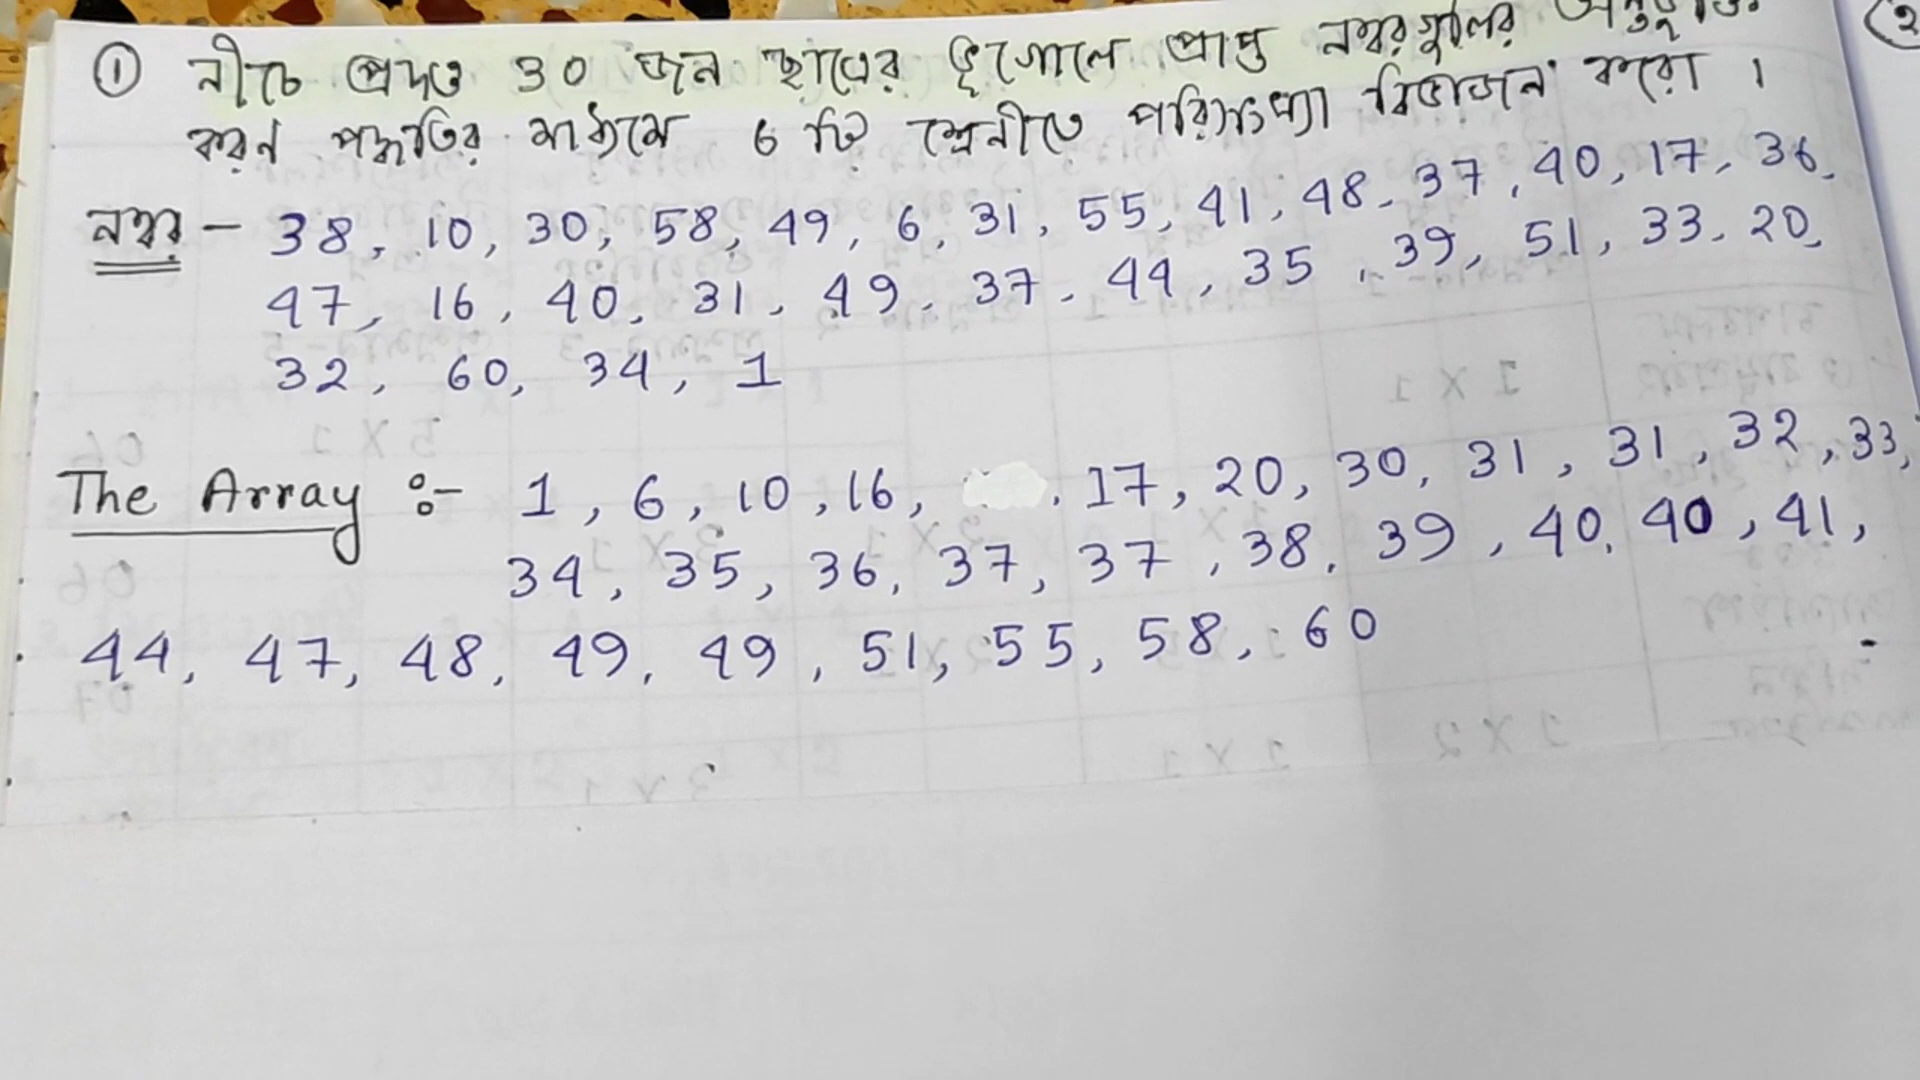 ① নীচে প্রদত্ত 30 জন ছাত্রের ভূগোলে প্রাপ্ত নম্বরগুলির
করণ পদ্ধতির মাধ্যমে 6 টি শ্রেনীতে পরিসংখ্যা বিভাজন করো ।
নম্বর - 38, 10, 30, 58, 49, 6, 31, 55, 41, 48, 37, 40, 17, 36,
47, 16, 40, 31, 49, 37, 44, 35, 39, 51, 33, 20,
32, 60, 34, 1
The Array :- 1, 6, 10, 16, 17, 20, 30, 31, 31, 32, 33,
34, 35, 36, 37, 37, 38, 39, 40, 40, 41,
44, 47, 48, 49, 49, 51, 55, 58, 60